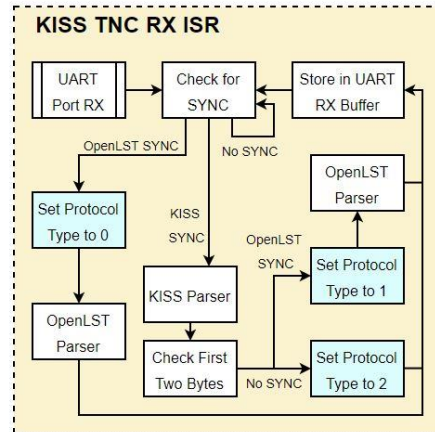 KISS TNC RX ISR
UART
Port RX
Check for
SYNC
Store in UART
RX Buffer
OpenLST SYNC
No SYNC
Set Protocol
Type to 0
KISS
SYNC
OpenLST
Parser
OpenLST
SYNC
Set Protocol
Type to 1
KISS Parser
OpenLST
Parser
Check First
Two Bytes
No SYNC
Set Protocol
Type to 2